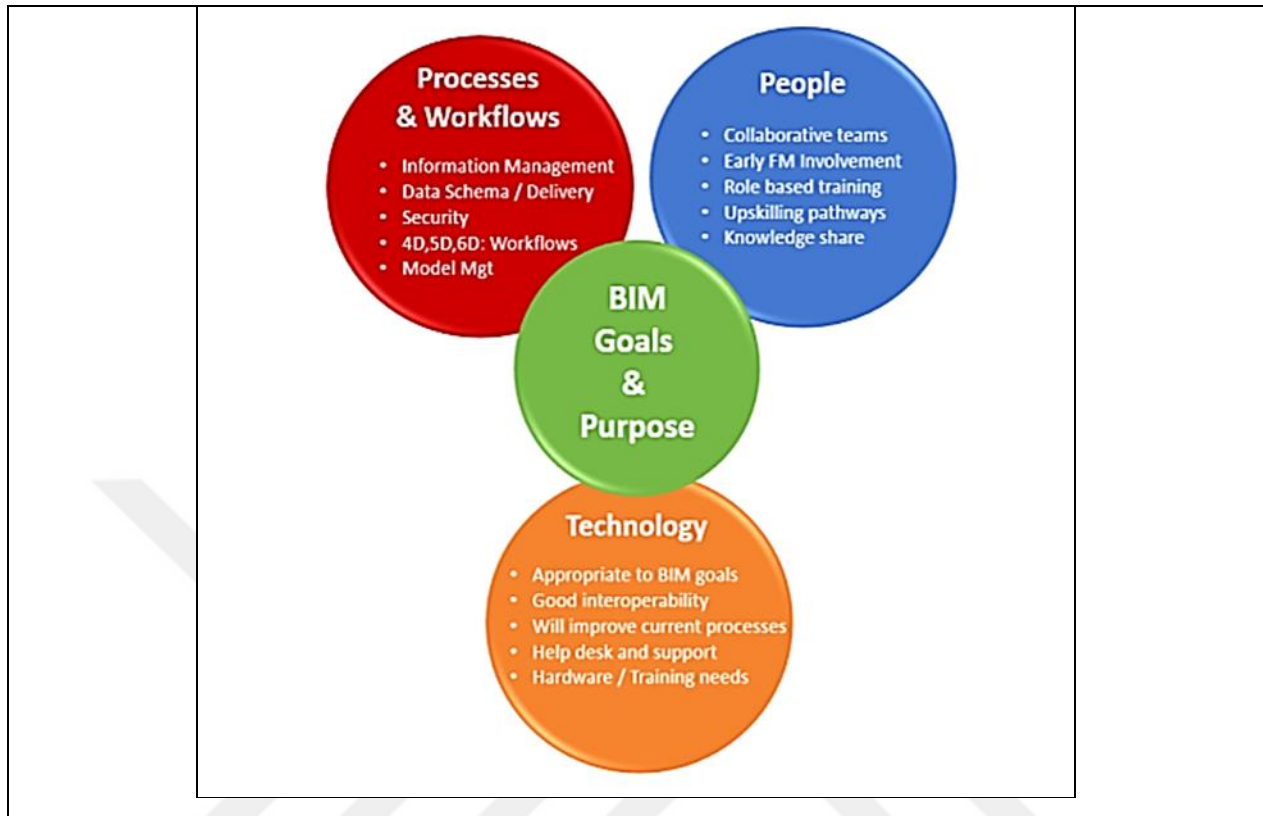 Processes
& Workflows
• Information Management
• Data Schema / Delivery
• Security
• 4D,5D,6D: Workflows
• Model Mgt
People
• Collaborative teams
• Early FM Involvement
• Role based training
• Upskilling pathways
• Knowledge share
BIM
Goals
&
Purpose
Technology
• Appropriate to BIM goals
• Good interoperability
• Will improve current processes
• Help desk and support
• Hardware / Training needs